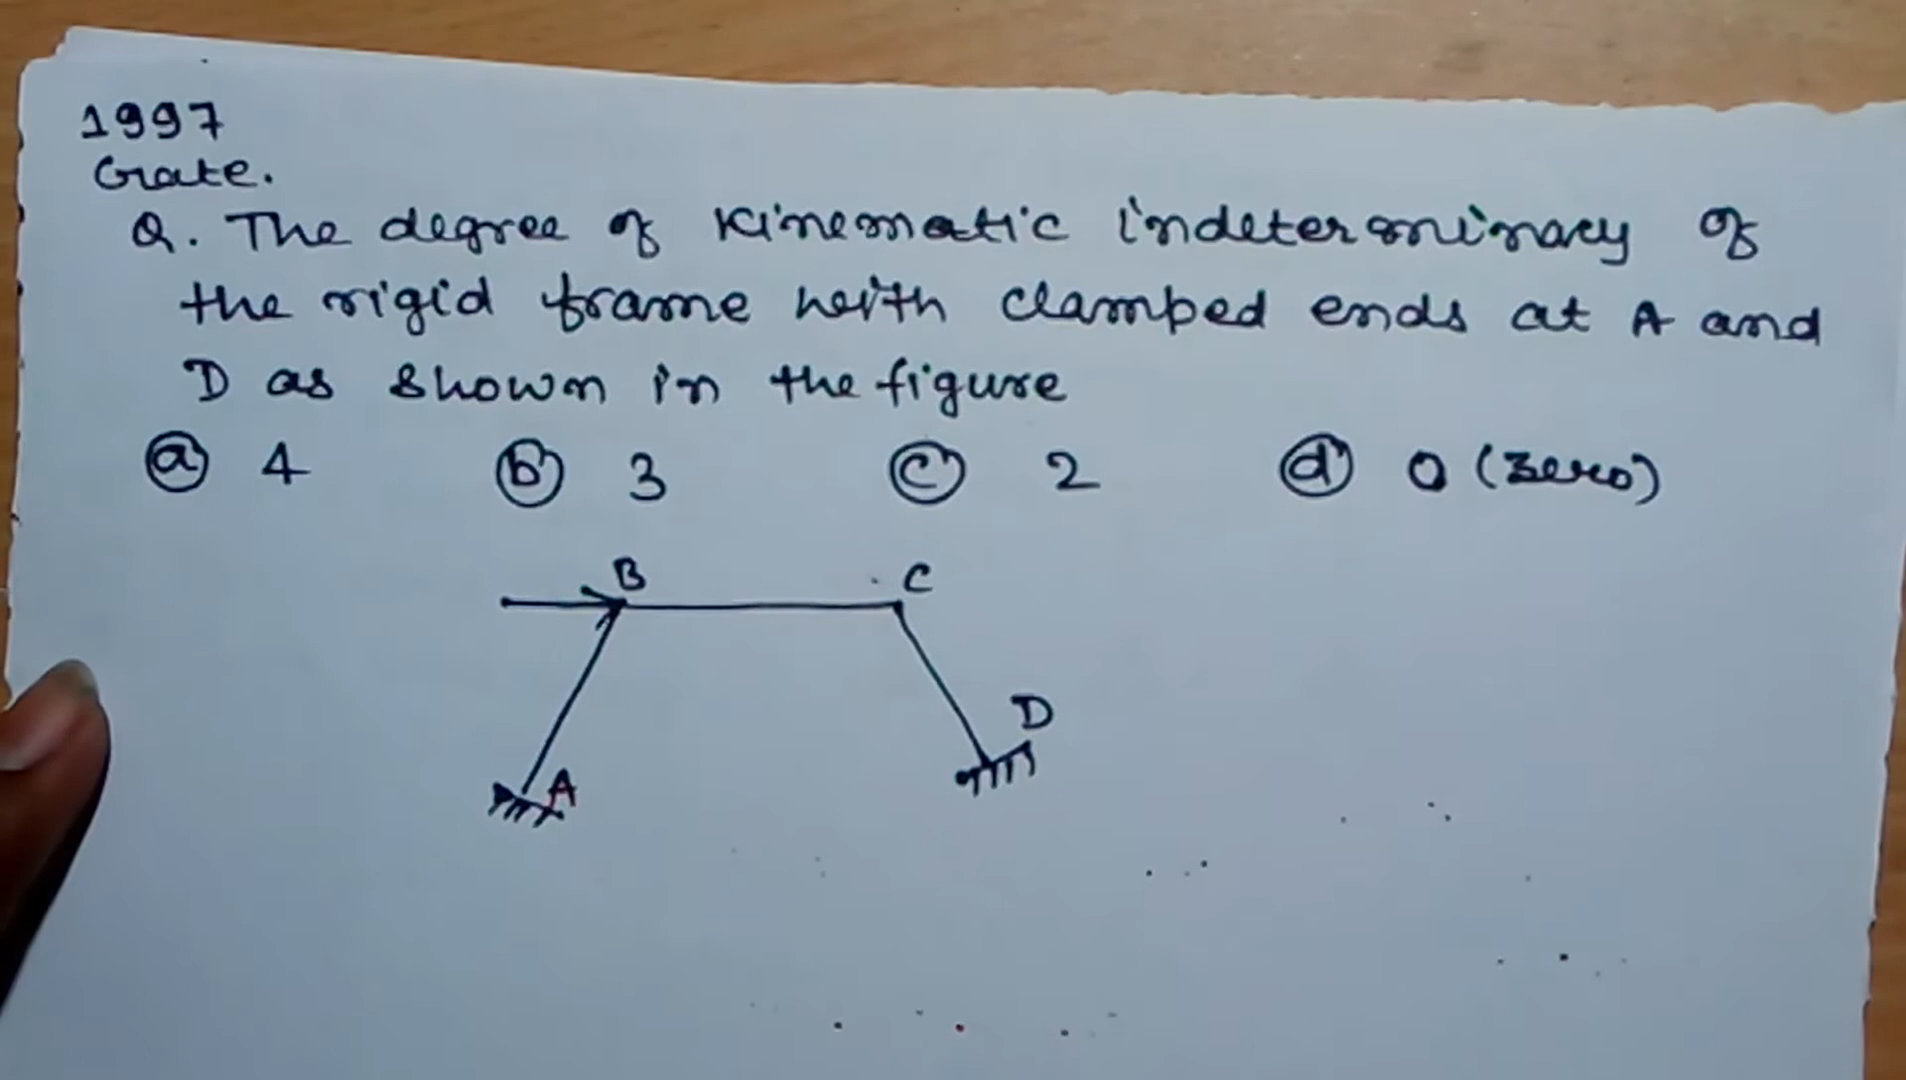 1997
Gate.
Q. The degree of Kinematic indeterminacy of
the rigid frame with clamped ends at A and
D as shown in the figure
ⓐ 4 ⓑ 3 ⓒ 2 ⓓ 0 (zero)
B C
D
A